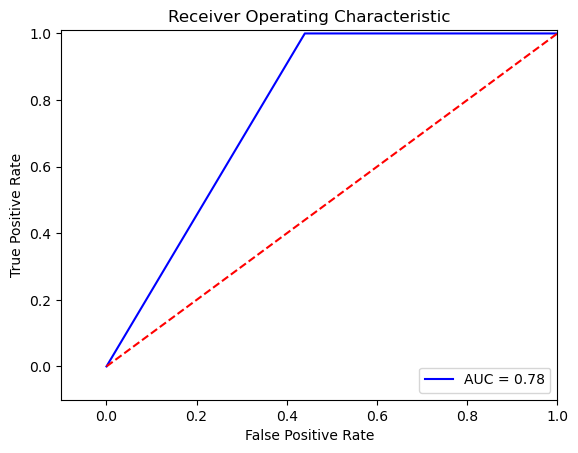 Receiver Operating Characteristic
1.0
0.8
0.6
0.4
0.2
0.0
True Positive Rate
AUC = 0.78
0.0 0.2 0.4 0.6 0.8 1.0
False Positive Rate